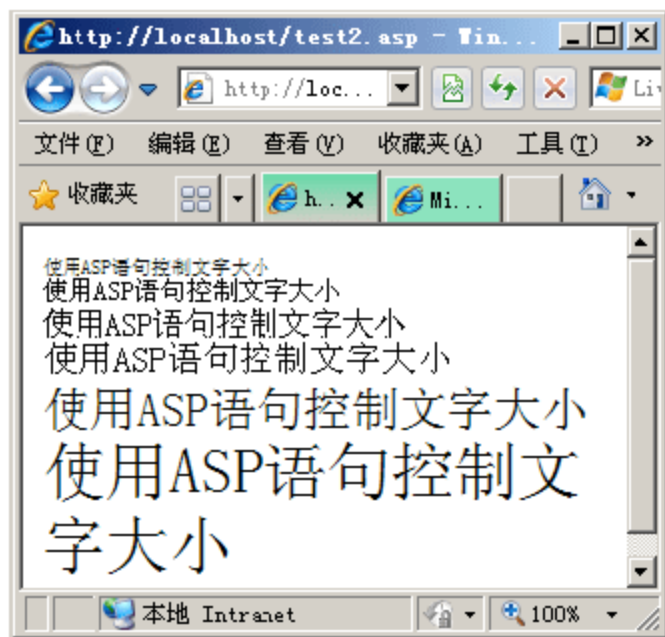 http://localhost/test2.asp - Win...
http://loc...
Li
文件(F) 编辑(E) 查看(V) 收藏夹(A) 工具(T) »
收藏夹
h.. Mi...
使用ASP语句控制文字大小
使用ASP语句控制文字大小
使用ASP语句控制文字大小
使用ASP语句控制文字大小
使用ASP语句控制文字大小
使用ASP语句控制文
字大小
本地 Intranet
100%